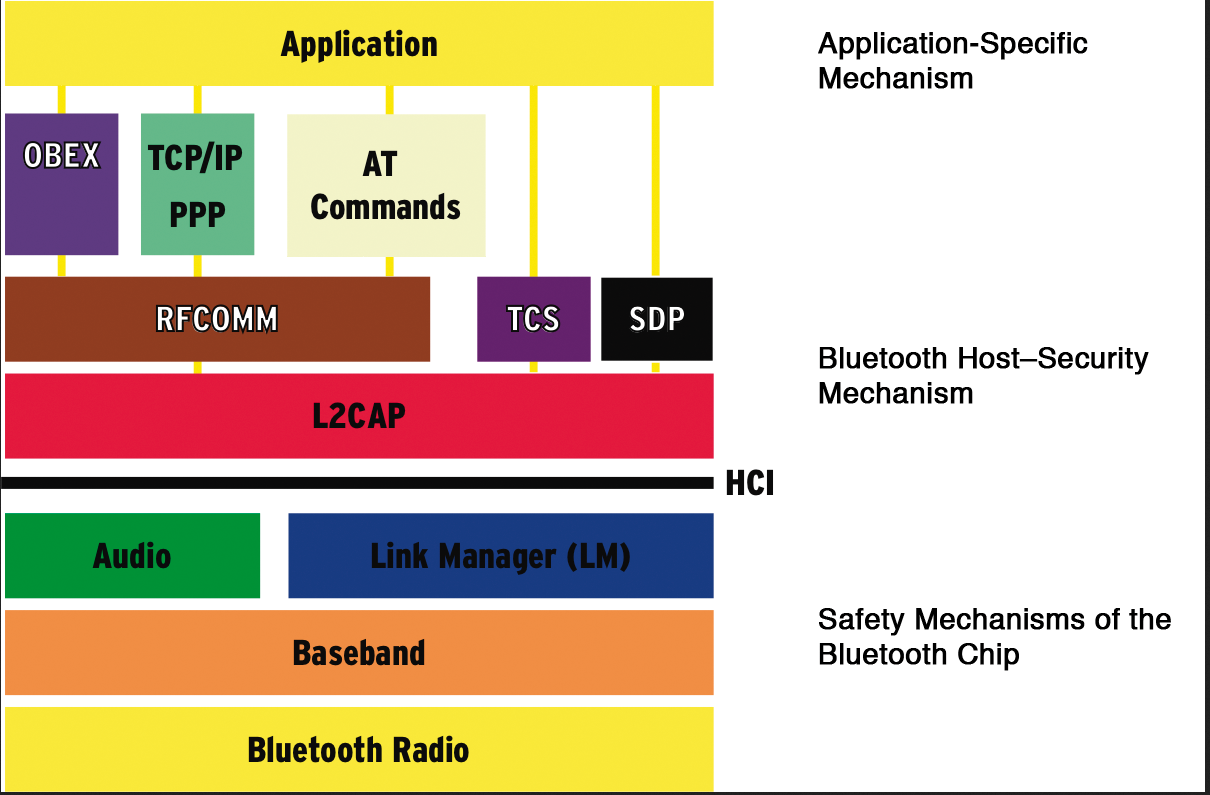 Application
Application-Specific
Mechanism
OBEX
TCP/IP
PPP
AT
Commands
RFCOMM
TCS
SDP
Bluetooth Host–Security
Mechanism
L2CAP
HCI
Audio
Link Manager (LM)
Safety Mechanisms of the
Bluetooth Chip
Baseband
Bluetooth Radio